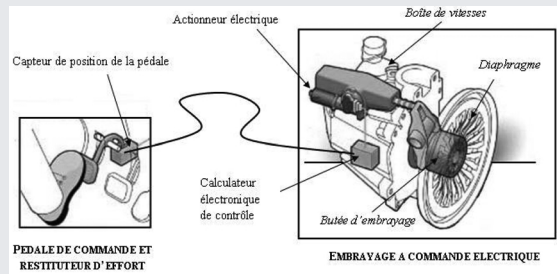 Actionneur électrique
Boîte de vitesses
Capteur de position de la pédale
Diaphragme
Calculateur
électronique
de contrôle
Butée d'embrayage
PEDALE DE COMMANDE ET
RESTITUTEUR D'EFFORT
EMBRAYAGE A COMMANDE ELECTRIQUE